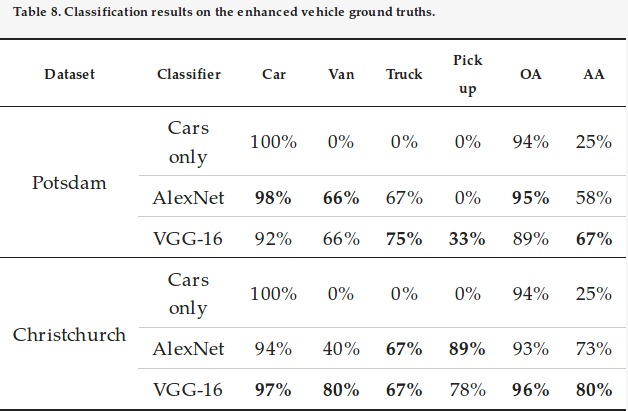 Table 8. Classification results on the enhanced vehicle ground truths.
Dataset Classifier Car Van Truck Pick up OA AA
Potsdam
Cars only 100% 0% 0% 0% 94% 25%
AlexNet 98% 66% 67% 0% 95% 58%
VGG-16 92% 66% 75% 33% 89% 67%
Christchurch
Cars only 100% 0% 0% 0% 94% 25%
AlexNet 94% 40% 67% 89% 93% 73%
VGG-16 97% 80% 67% 78% 96% 80%